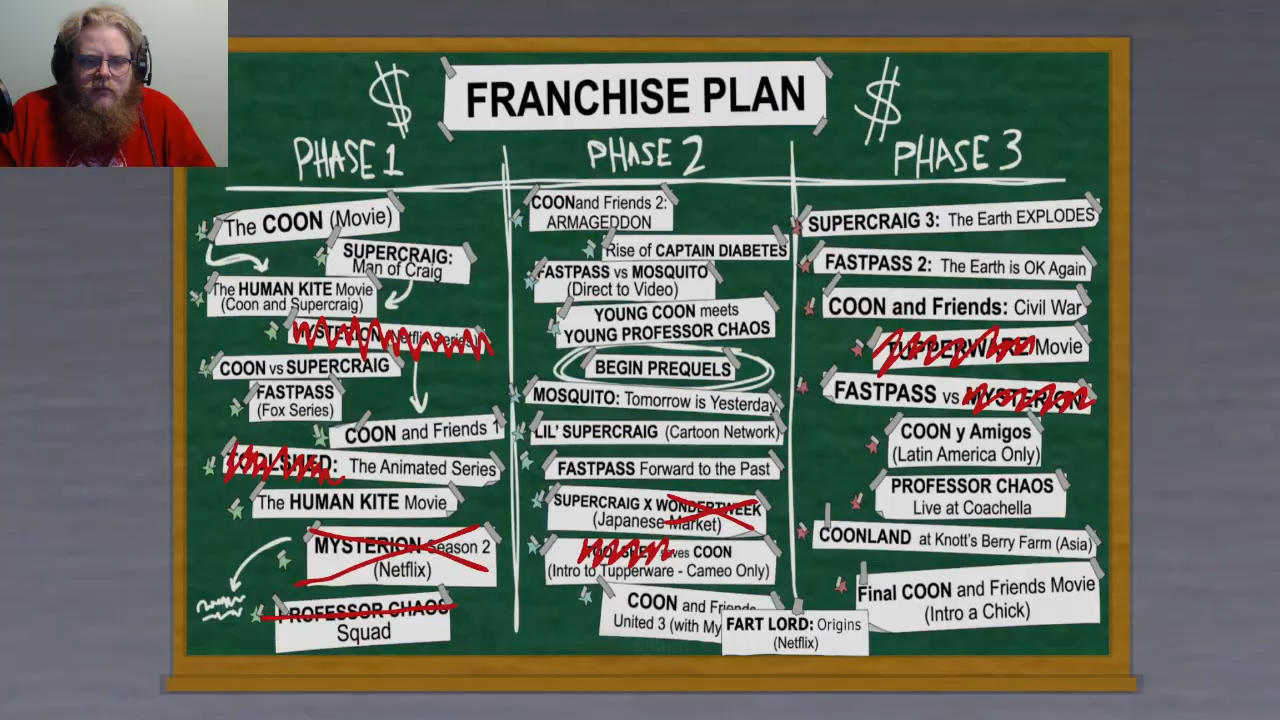 $ FRANCHISE PLAN $
PHASE 1
The COON (Movie)
SUPERCRAIG:
Man of Craig
The HUMAN KITE Movie
(Coon and Supercraig)
MYSTERION Netflix Series
COON vs SUPERCRAIG
FASTPASS
(Fox Series)
COON and Friends 1
COOLSHED: The Animated Series
The HUMAN KITE Movie
MYSTERION Season 2
(Netflix)
PROFESSOR CHAOS
Squad
PHASE 2
COON and Friends 2:
ARMAGEDDON
Rise of CAPTAIN DIABETES
FASTPASS vs MOSQUITO
(Direct to Video)
YOUNG COON meets
YOUNG PROFESSOR CHAOS
BEGIN PREQUELS
MOSQUITO: Tomorrow is Yesterday
LIL' SUPERCRAIG (Cartoon Network)
FASTPASS Forward to the Past
SUPERCRAIG X WONDERTWEEK
(Japanese Market)
COON
(Intro to Tupperware - Cameo Only)
COON and Friends
United 3 (with My
FART LORD: Origins
(Netflix)
PHASE 3
SUPERCRAIG 3: The Earth EXPLODES
FASTPASS 2: The Earth is OK Again
COON and Friends: Civil War
TUPPERWARE Movie
FASTPASS vs MYSTERION
COON y Amigos
(Latin America Only)
PROFESSOR CHAOS
Live at Coachella
COONLAND at Knott's Berry Farm (Asia)
Final COON and Friends Movie
(Intro a Chick)